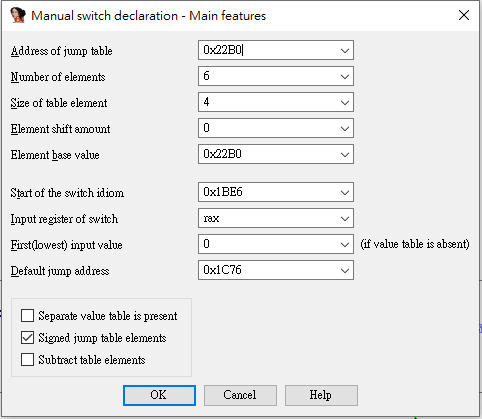 Manual switch declaration - Main features
Address of jump table 0x22B0
Number of elements 6
Size of table element 4
Element shift amount 0
Element base value 0x22B0
Start of the switch idiom 0x1BE6
Input register of switch rax
First(lowest) input value 0 (if value table is absent)
Default jump address 0x1C76
Separate value table is present
Signed jump table elements
Subtract table elements
OK Cancel Help